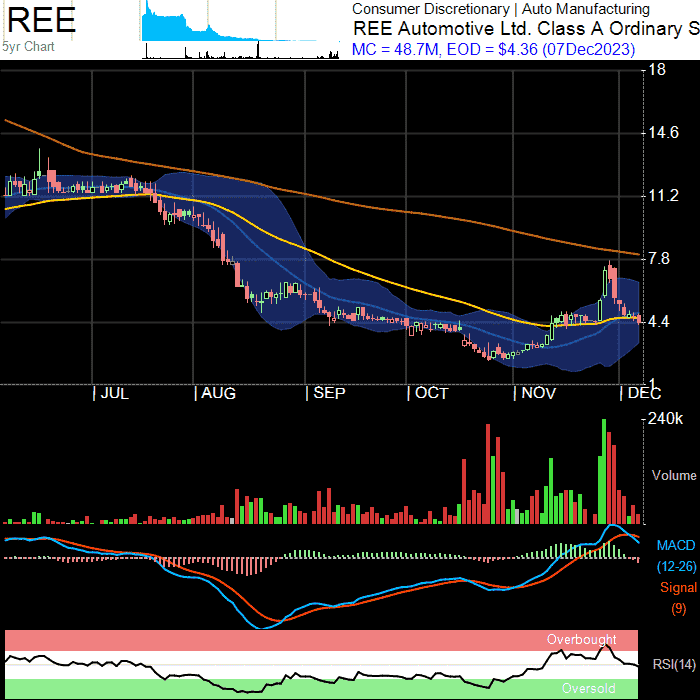 REE
5yr Chart
Consumer Discretionary | Auto Manufacturing
REE Automotive Ltd. Class A Ordinary S
MC = 48.7M, EOD = $4.36 (07Dec2023)
18
14.6
11.2
7.8
4.4
1
JUL AUG SEP OCT NOV DEC
240k
Volume
MACD
(12-26)
Signal
(9)
Overbought
RSI(14)
Oversold